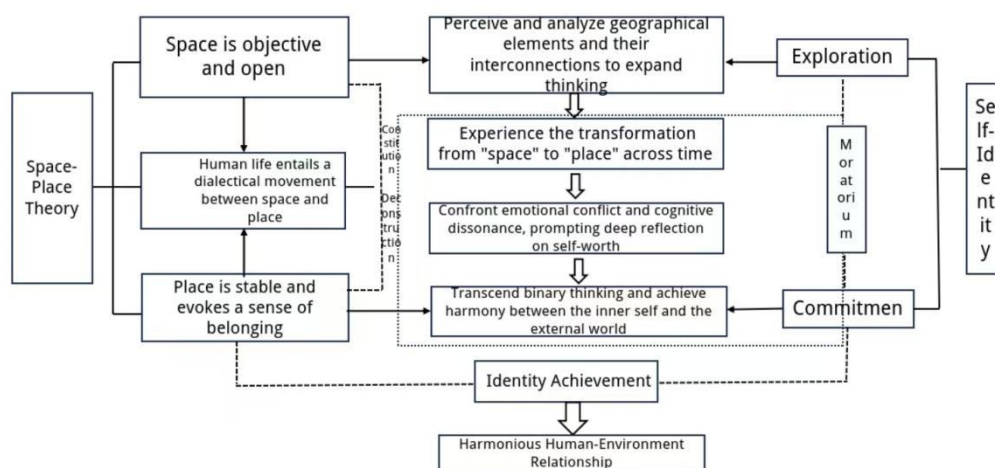 Space-
Place
Theory
Space is objective
and open
Human life entails a
dialectical movement
between space and
place
Place is stable and
evokes a sense of
belonging
Con
stit
utio
n
Dec
ons
tru
ctio
n
Perceive and analyze geographical
elements and their
interconnections to expand
thinking
Experience the transformation
from "space" to "place" across
time
Confront emotional conflict and cognitive
dissonance, prompting deep reflection
on self-worth
Transcend binary thinking and achieve
harmony between the inner self and the
external world
Exploration
M
or
at
ori
u
m
Commitmen
Se
lf-
Id
e
nt
it
y
Identity Achievement
Harmonious Human-Environment
Relationship